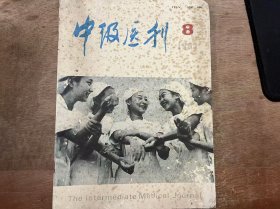 中级医刊
8
The Intermediate Medical Journal